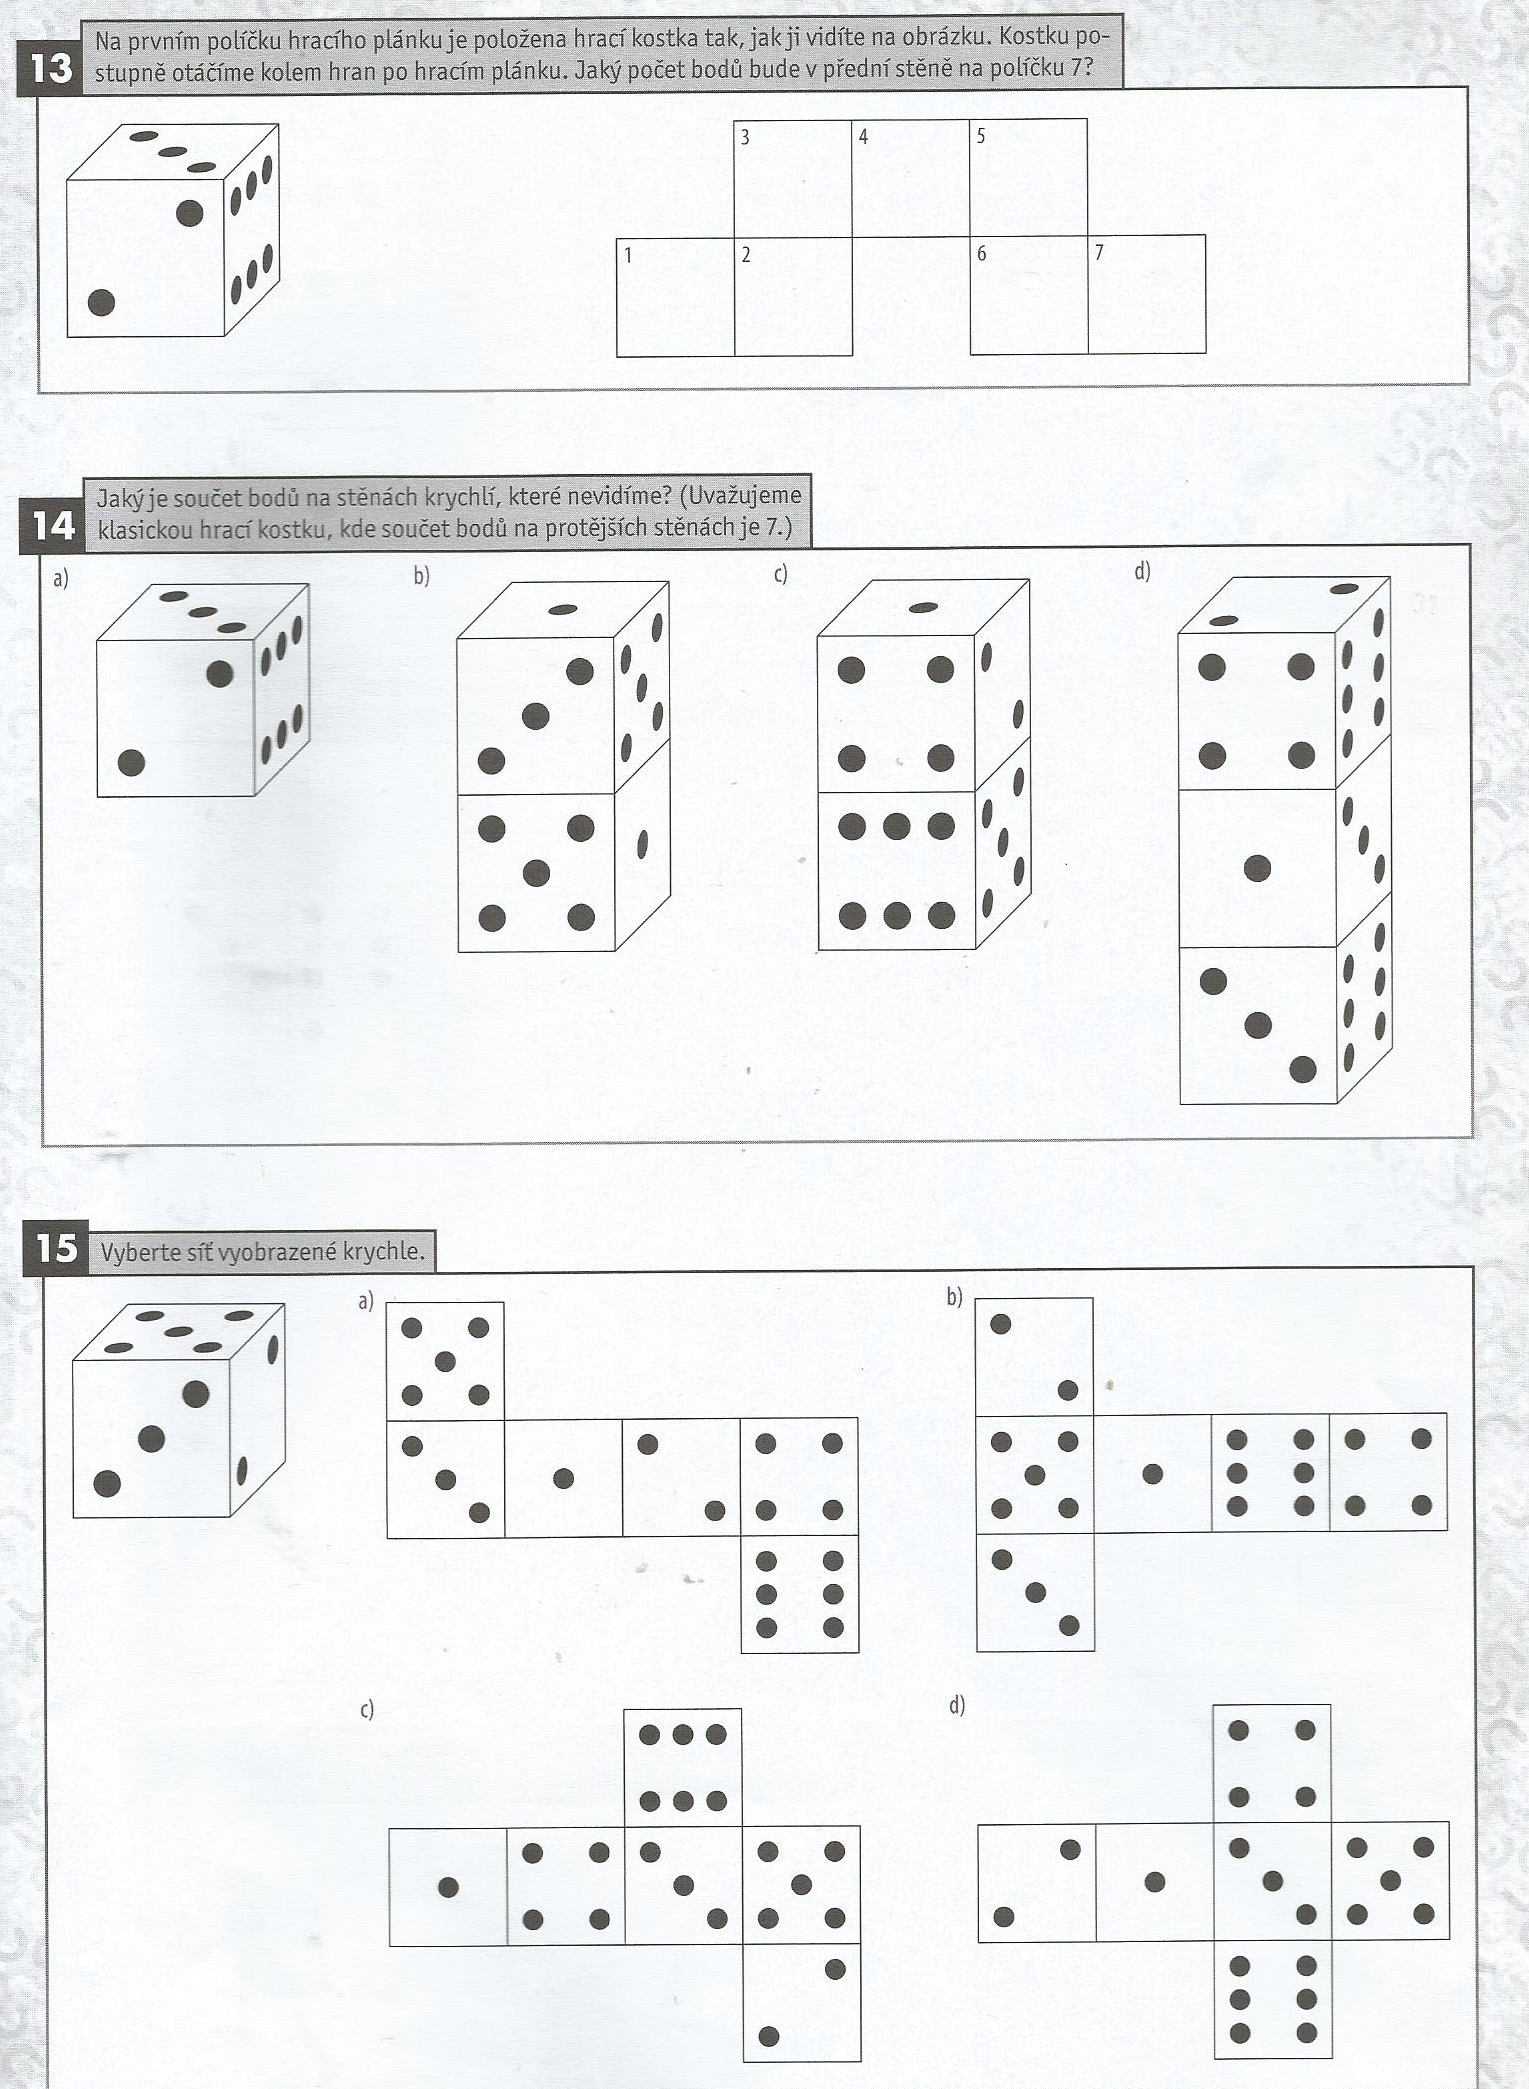 13
Na prvním políčku hracího plánku je položena hrací kostka tak, jak ji vidíte na obrázku. Kostku po-
stupně otáčíme kolem hran po hracím plánku. Jaký počet bodů bude v přední stěně na políčku 7?
3 4 5
1 2 6 7
14
Jaký je součet bodů na stěnách krychlí, které nevidíme? (Uvažujeme
klasickou hrací kostku, kde součet bodů na protějších stěnách je 7.)
a) b) c) d)
15
Vyberte síť vyobrazené krychle.
a) b)
c) d)